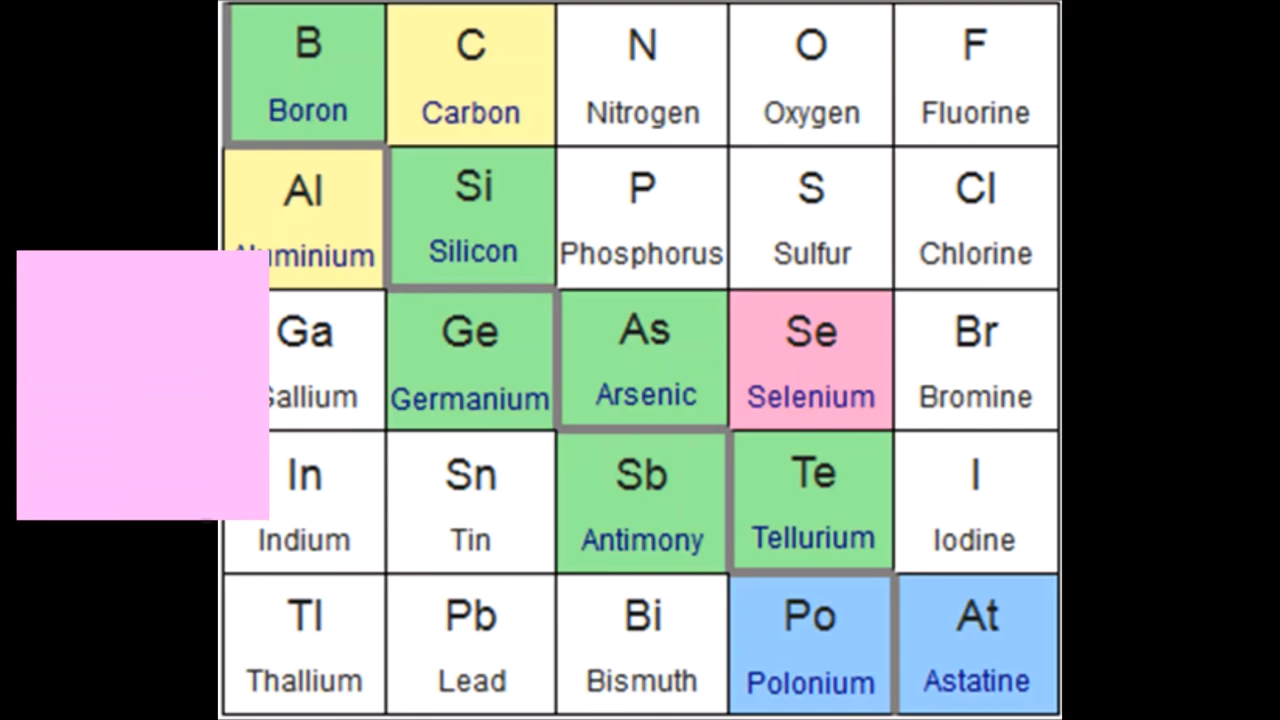 B C N O F
Boron Carbon Nitrogen Oxygen Fluorine
Al Si P S Cl
Silicon Phosphorus Sulfur Chlorine
Ga Ge As Se Br
Germanium Arsenic Selenium Bromine
In Sn Sb Te I
Indium Tin Antimony Tellurium Iodine
Tl Pb Bi Po At
Thallium Lead Bismuth Polonium Astatine